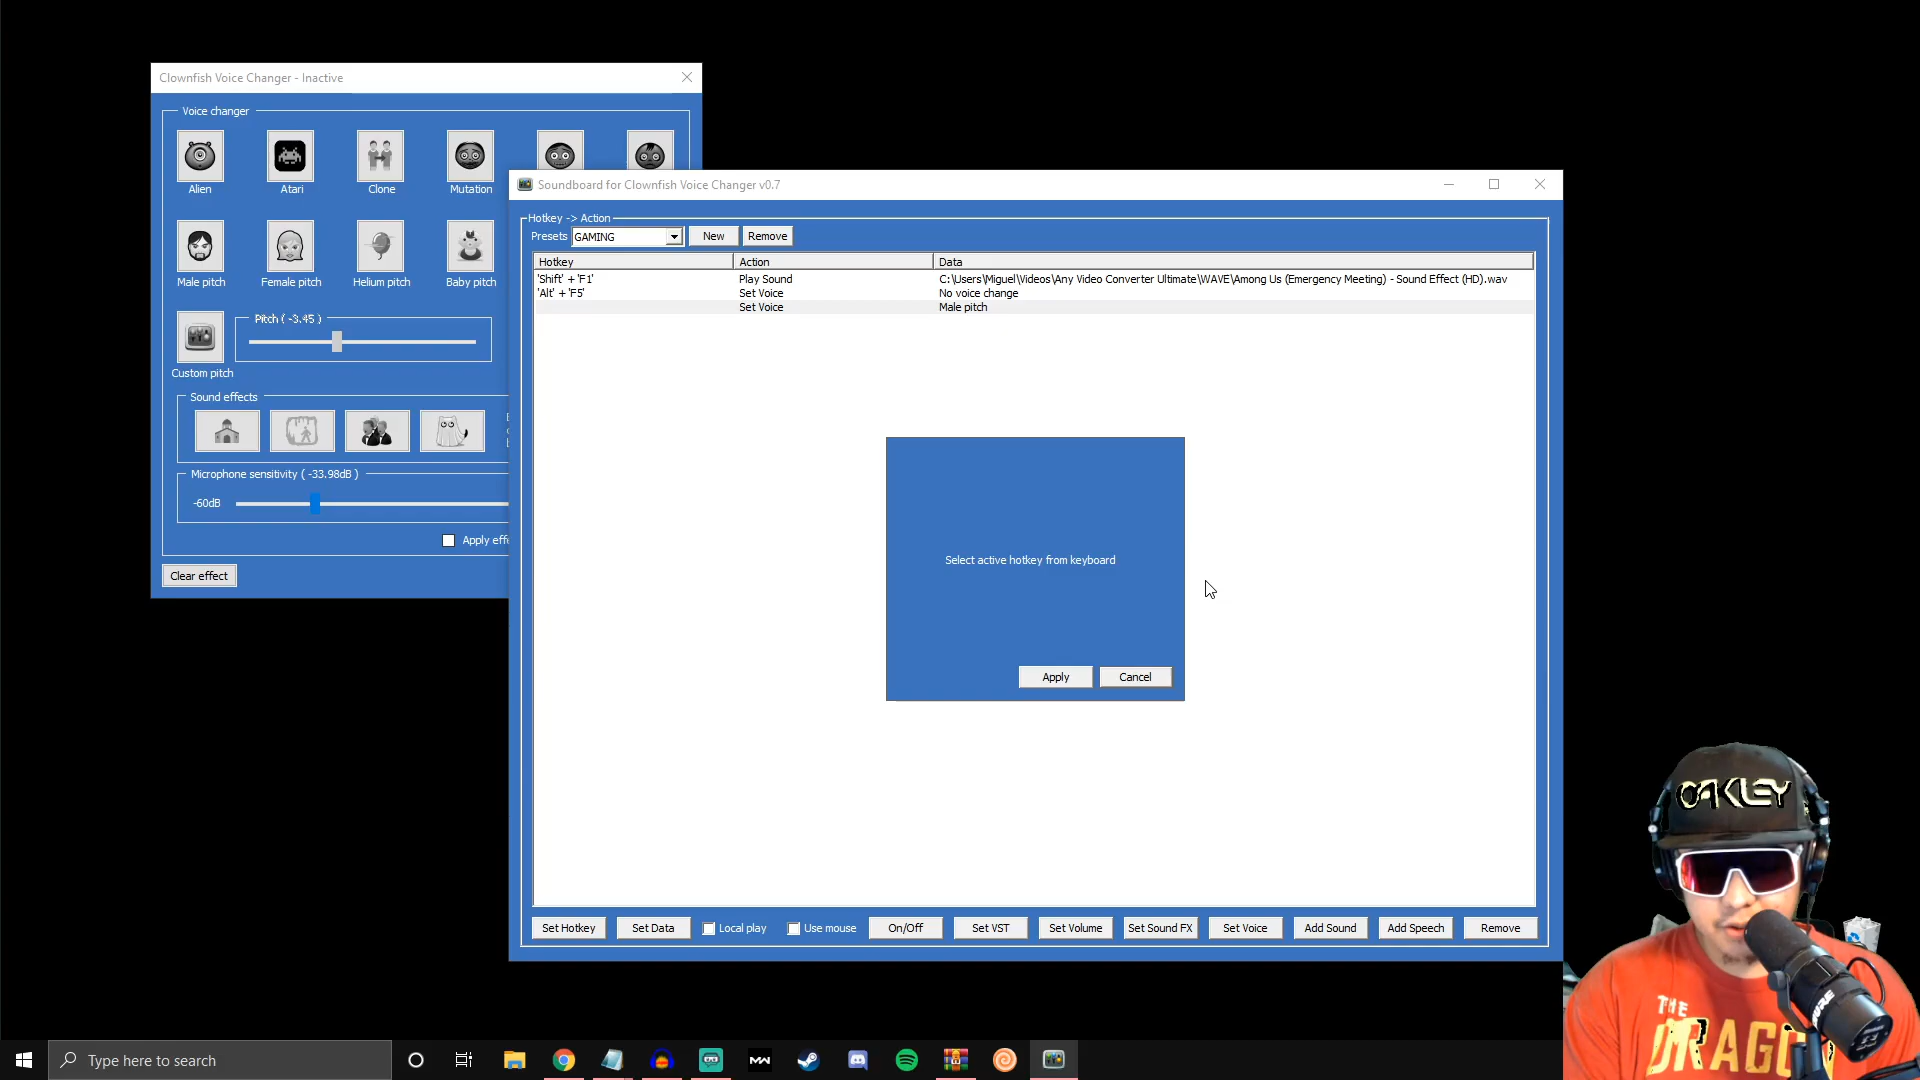 Clownfish Voice Changer - Inactive
Voice changer
Alien
Atari
Clone
Mutation
Male pitch
Female pitch
Helium pitch
Baby pitch
Pitch ( -3.45 )
Custom pitch
Sound effects
Microphone sensitivity ( -33.98dB )
-60dB
Apply effe
Clear effect
Soundboard for Clownfish Voice Changer v0.7
Hotkey -> Action
Presets GAMING New Remove
Hotkey Action Data
'Shift' + 'F1' Play Sound C:\Users\Miguel\Videos\Any Video Converter Ultimate\WAVE\Among Us (Emergency Meeting) - Sound Effect (HD).wav
'Alt' + 'F5' Set Voice No voice change
Set Voice Male pitch
Select active hotkey from keyboard
Apply Cancel
Set Hotkey Set Data Local play Use mouse On/Off Set VST Set Volume Set Sound FX Set Voice Add Sound Add Speech Remove
OAKLEY
THE
DRAGO
SHURE
MW
Type here to search